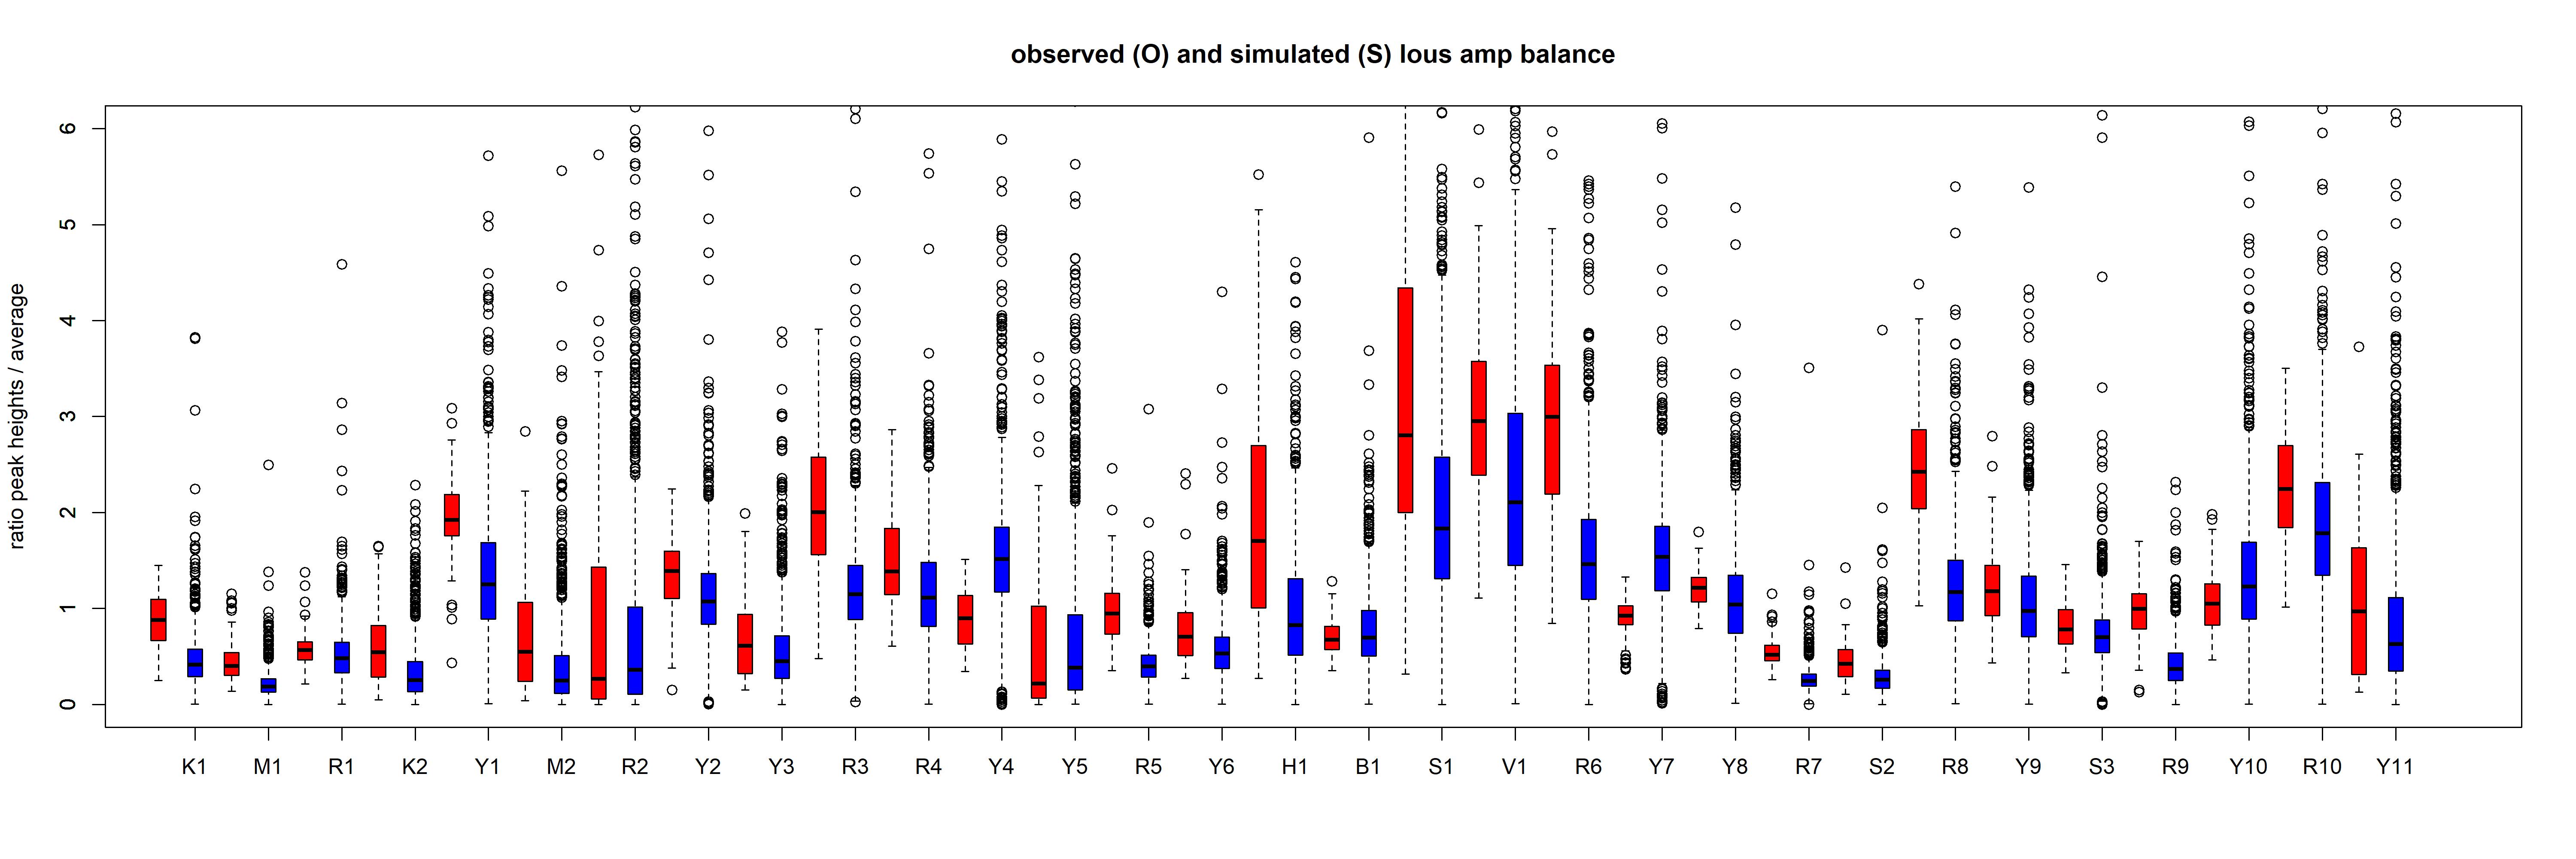 observed (O) and simulated (S) lous amp balance
ratio peak heights / average
6
5
4
3
2
1
0
K1 M1 R1 K2 Y1 M2 R2 Y2 Y3 R3 R4 Y4 Y5 R5 Y6 H1 B1 S1 V1 R6 Y7 Y8 R7 S2 R8 Y9 S3 R9 Y10 R10 Y11